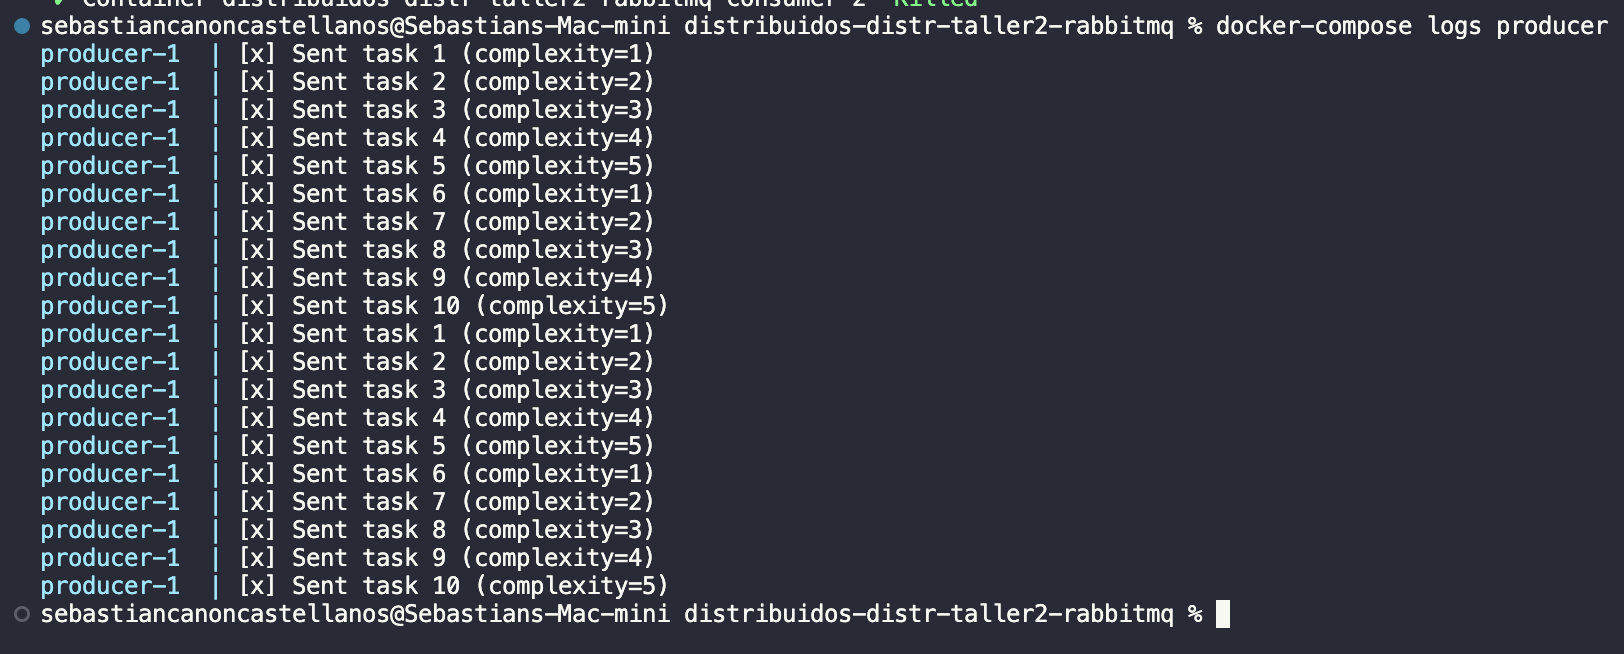 ✓ Container distribuidos-distr-taller2-rabbitmq-consumer-2 Killed
sebastiancanoncastellanos@Sebastians-Mac-mini distribuidos-distr-taller2-rabbitmq % docker-compose logs producer
producer-1 | [x] Sent task 1 (complexity=1)
producer-1 | [x] Sent task 2 (complexity=2)
producer-1 | [x] Sent task 3 (complexity=3)
producer-1 | [x] Sent task 4 (complexity=4)
producer-1 | [x] Sent task 5 (complexity=5)
producer-1 | [x] Sent task 6 (complexity=1)
producer-1 | [x] Sent task 7 (complexity=2)
producer-1 | [x] Sent task 8 (complexity=3)
producer-1 | [x] Sent task 9 (complexity=4)
producer-1 | [x] Sent task 10 (complexity=5)
producer-1 | [x] Sent task 1 (complexity=1)
producer-1 | [x] Sent task 2 (complexity=2)
producer-1 | [x] Sent task 3 (complexity=3)
producer-1 | [x] Sent task 4 (complexity=4)
producer-1 | [x] Sent task 5 (complexity=5)
producer-1 | [x] Sent task 6 (complexity=1)
producer-1 | [x] Sent task 7 (complexity=2)
producer-1 | [x] Sent task 8 (complexity=3)
producer-1 | [x] Sent task 9 (complexity=4)
producer-1 | [x] Sent task 10 (complexity=5)
sebastiancanoncastellanos@Sebastians-Mac-mini distribuidos-distr-taller2-rabbitmq %